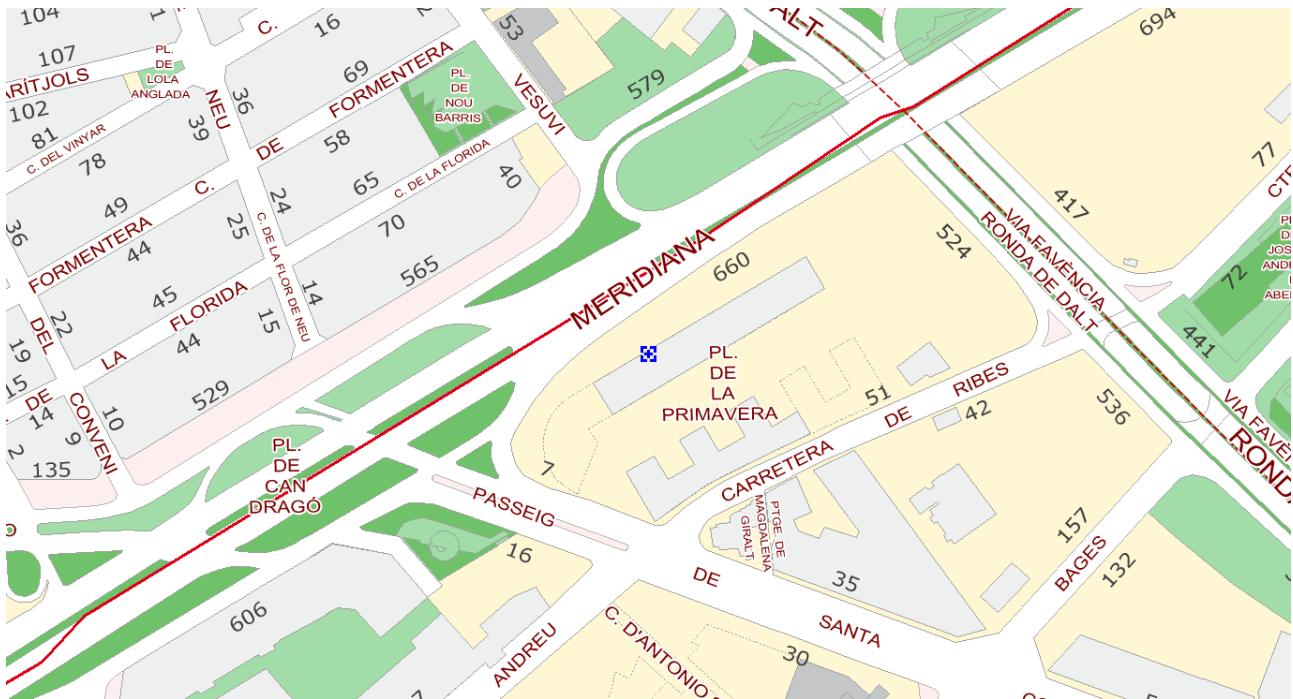 104
1
C.
16
2
53
ALT
694
107
PL.
DE
LOLA
ANGLADA
ARÍTJOLS
102
81
C. DEL VINYAR
78
49
36
NEU
36
39
69
FORMENTERA
DE
C.
58
65
PL.
DE
NOU
BARRIS
VESUVI
579
C. DE LA FLORIDA
40
70
24
25
C. DE LA FLOR DE NEU
14
15
565
FORMENTERA
44
45
FLORIDA
LA
DE
44
22
DEL
CONVENI
19
15
14
9
2
135
10
529
MERIDIANA
660
524
77
417
VIA FAVÈNCIA
RONDA DE DALT
72
441
536
VIA FAVÈN
RONDA
PL.
DE
LA
PRIMAVERA
51
CARRETERA
DE
RIBES
42
7
PASSEIG
DE
SANTA
PL.
DE
CAN
DRAGÓ
16
PTGE. DE
MAGDALENA
GIRALT
35
157
BAGES
132
606
ANDREU
C. D'ANTONIO
30